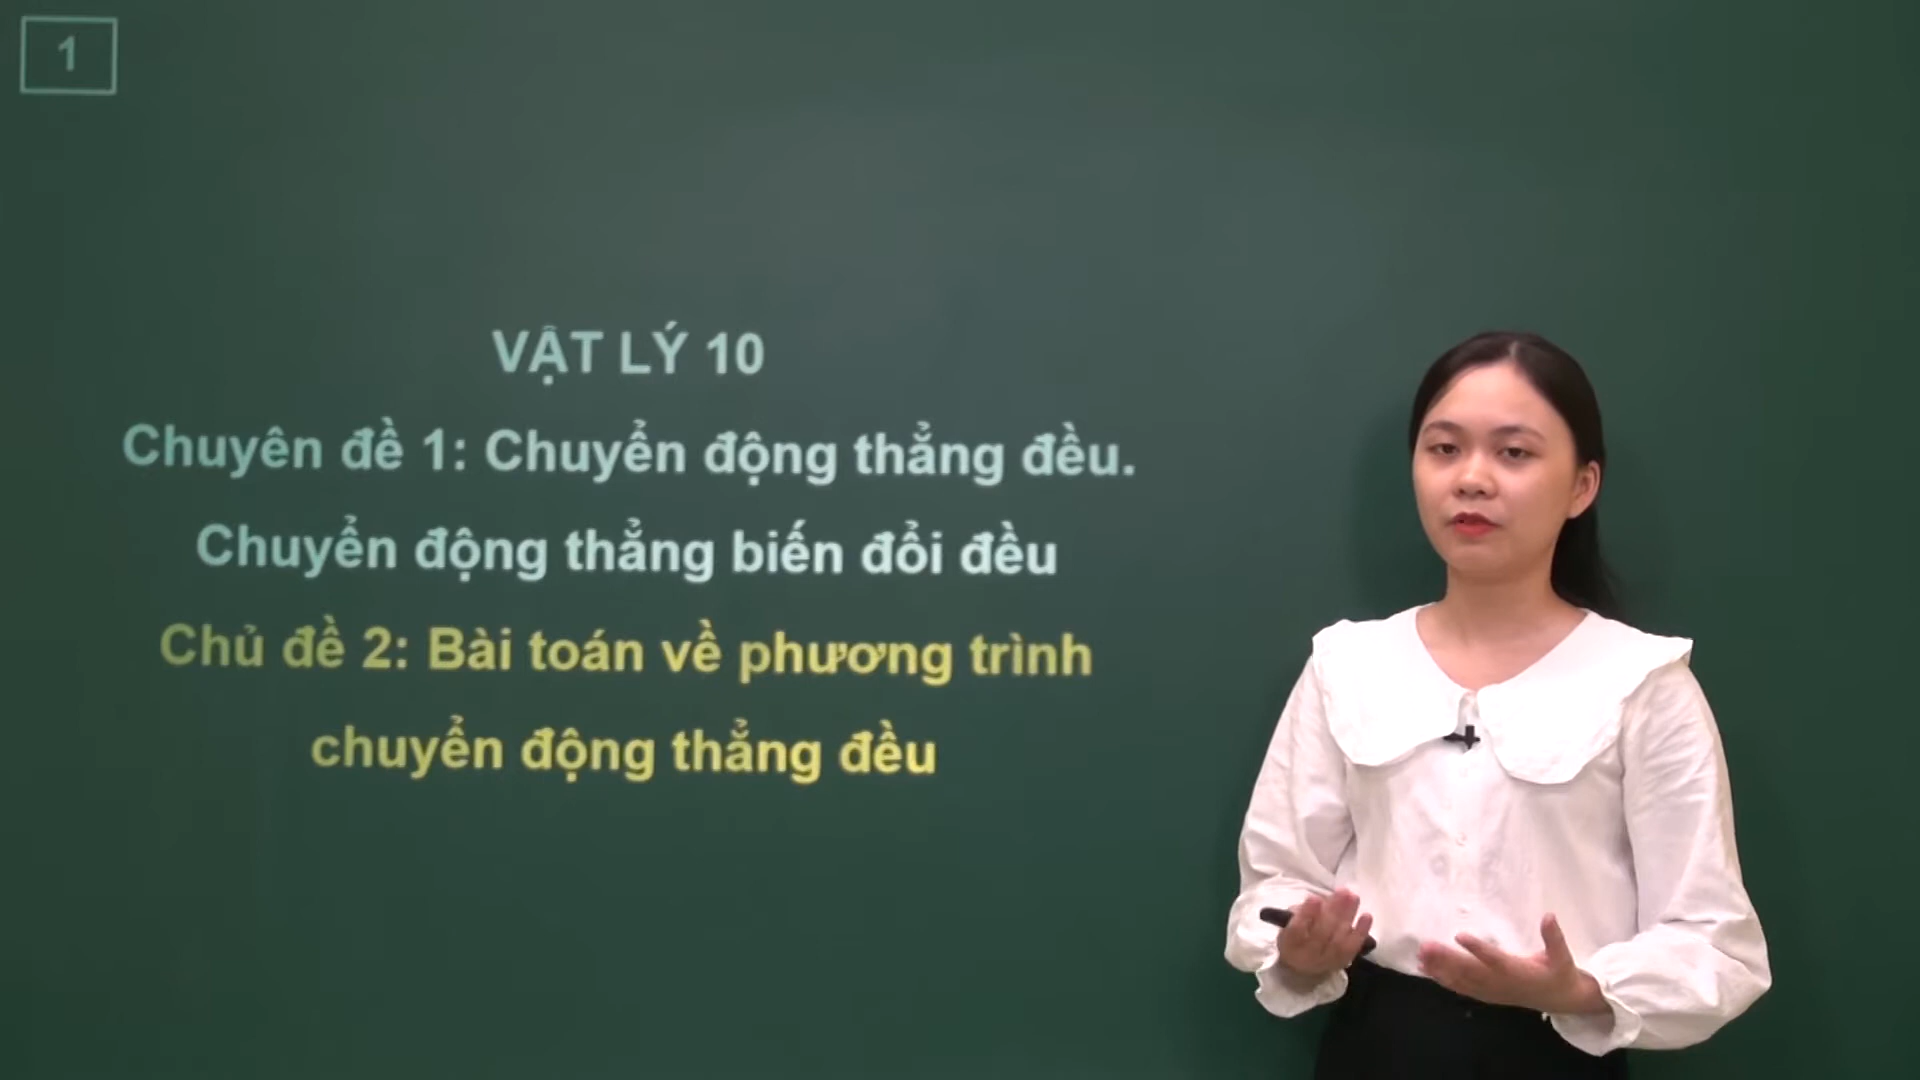 1
VẬT LÝ 10
Chuyên đề 1: Chuyển động thẳng đều.
Chuyển động thẳng biến đổi đều
Chủ đề 2: Bài toán về phương trình
chuyển động thẳng đều